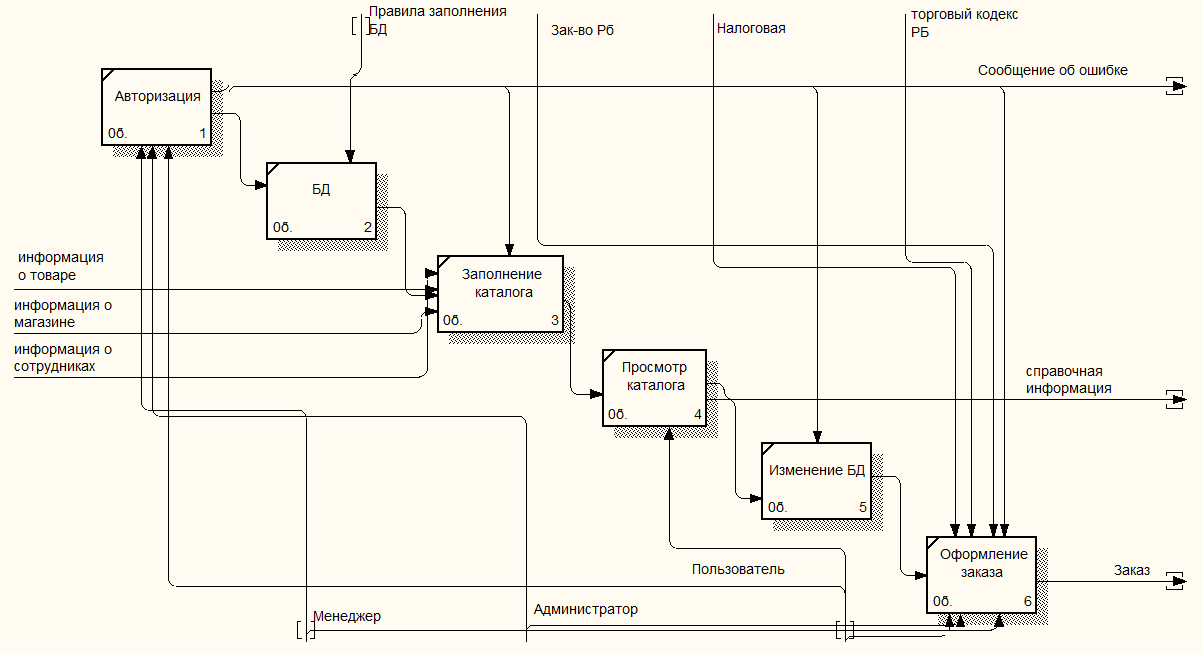 Правила заполнения
БД
Зак-во Рб
Налоговая
торговый кодекс
РБ
Сообщение об ошибке
Авторизация
0б.
1
БД
0б.
2
информация
о товаре
информация о
магазине
информация о
сотрудниках
Заполнение
каталога
0б.
3
Просмотр
каталога
0б.
4
справочная
информация
Изменение БД
0б.
5
Оформление
заказа
0б.
6
Заказ
Пользователь
Администратор
Менеджер